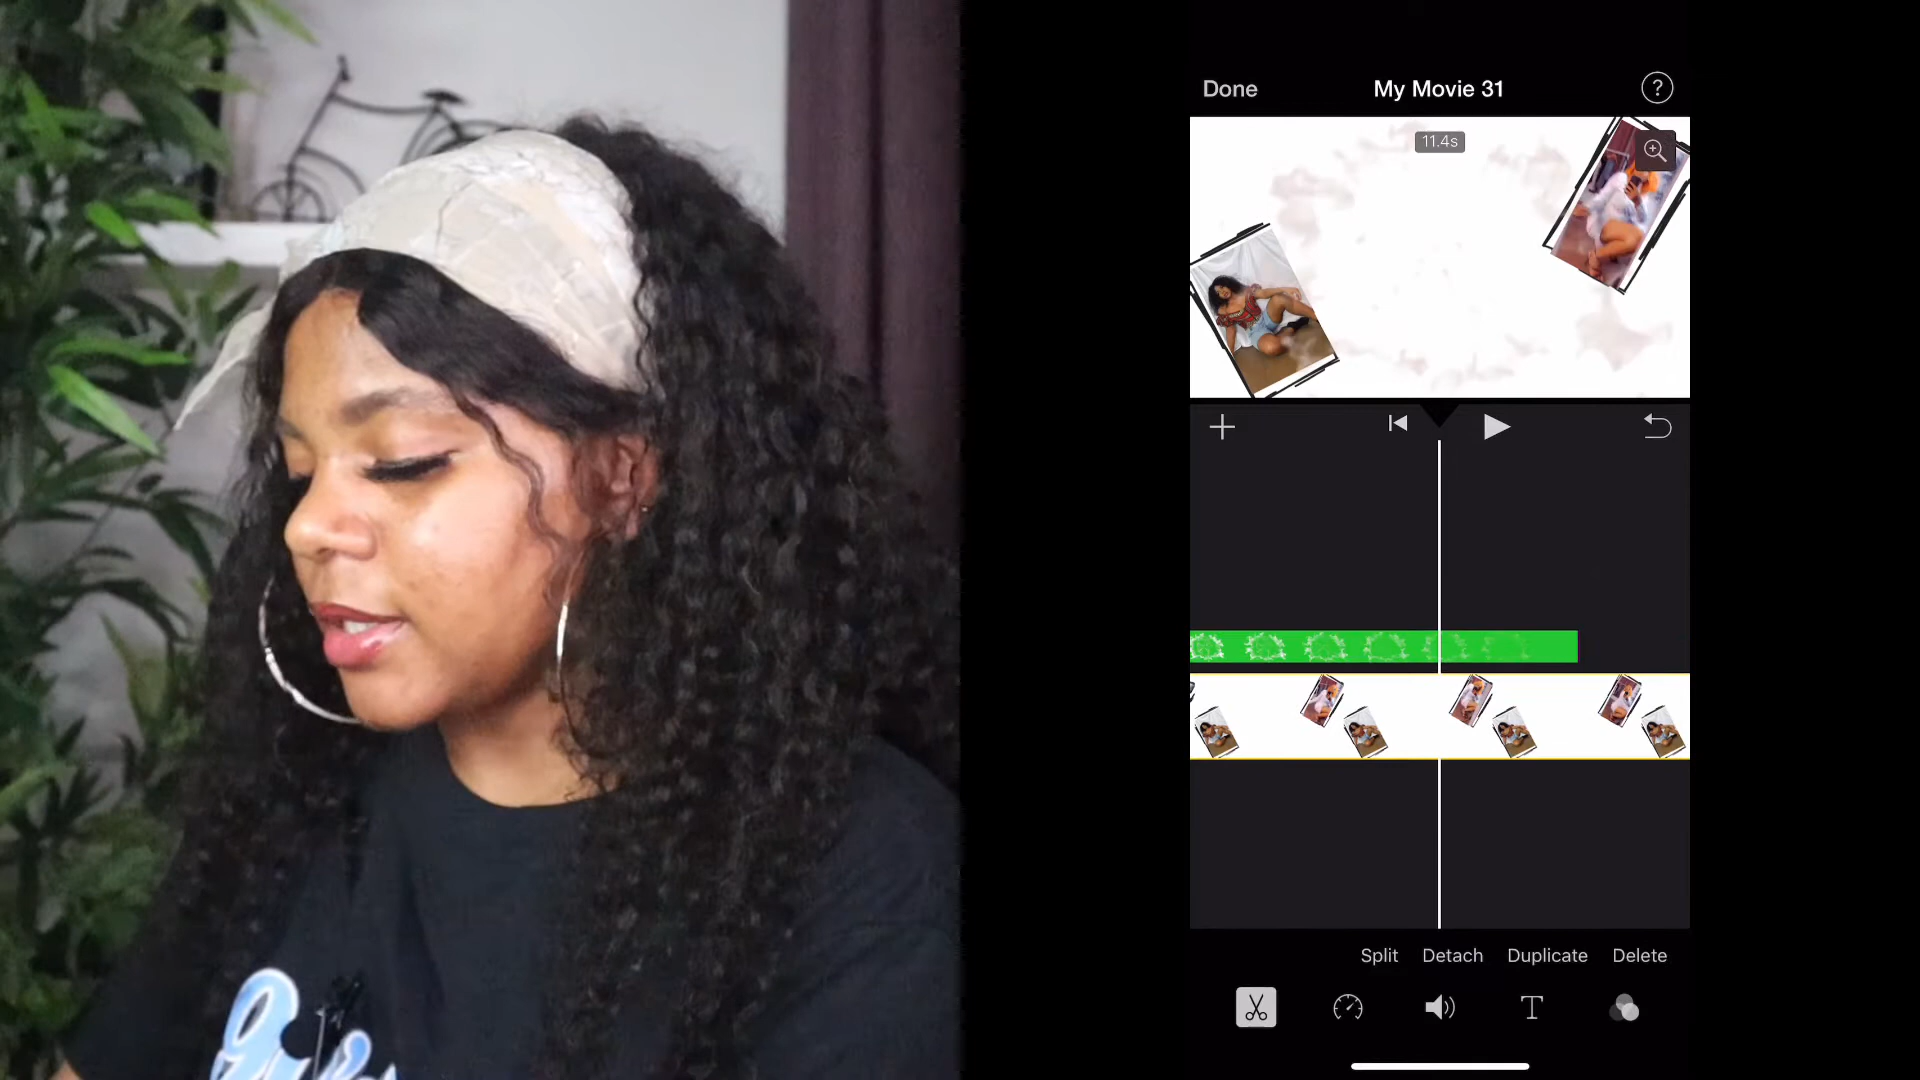 Done
My Movie 31
?
11.4s
Split
Detach
Duplicate
Delete
T